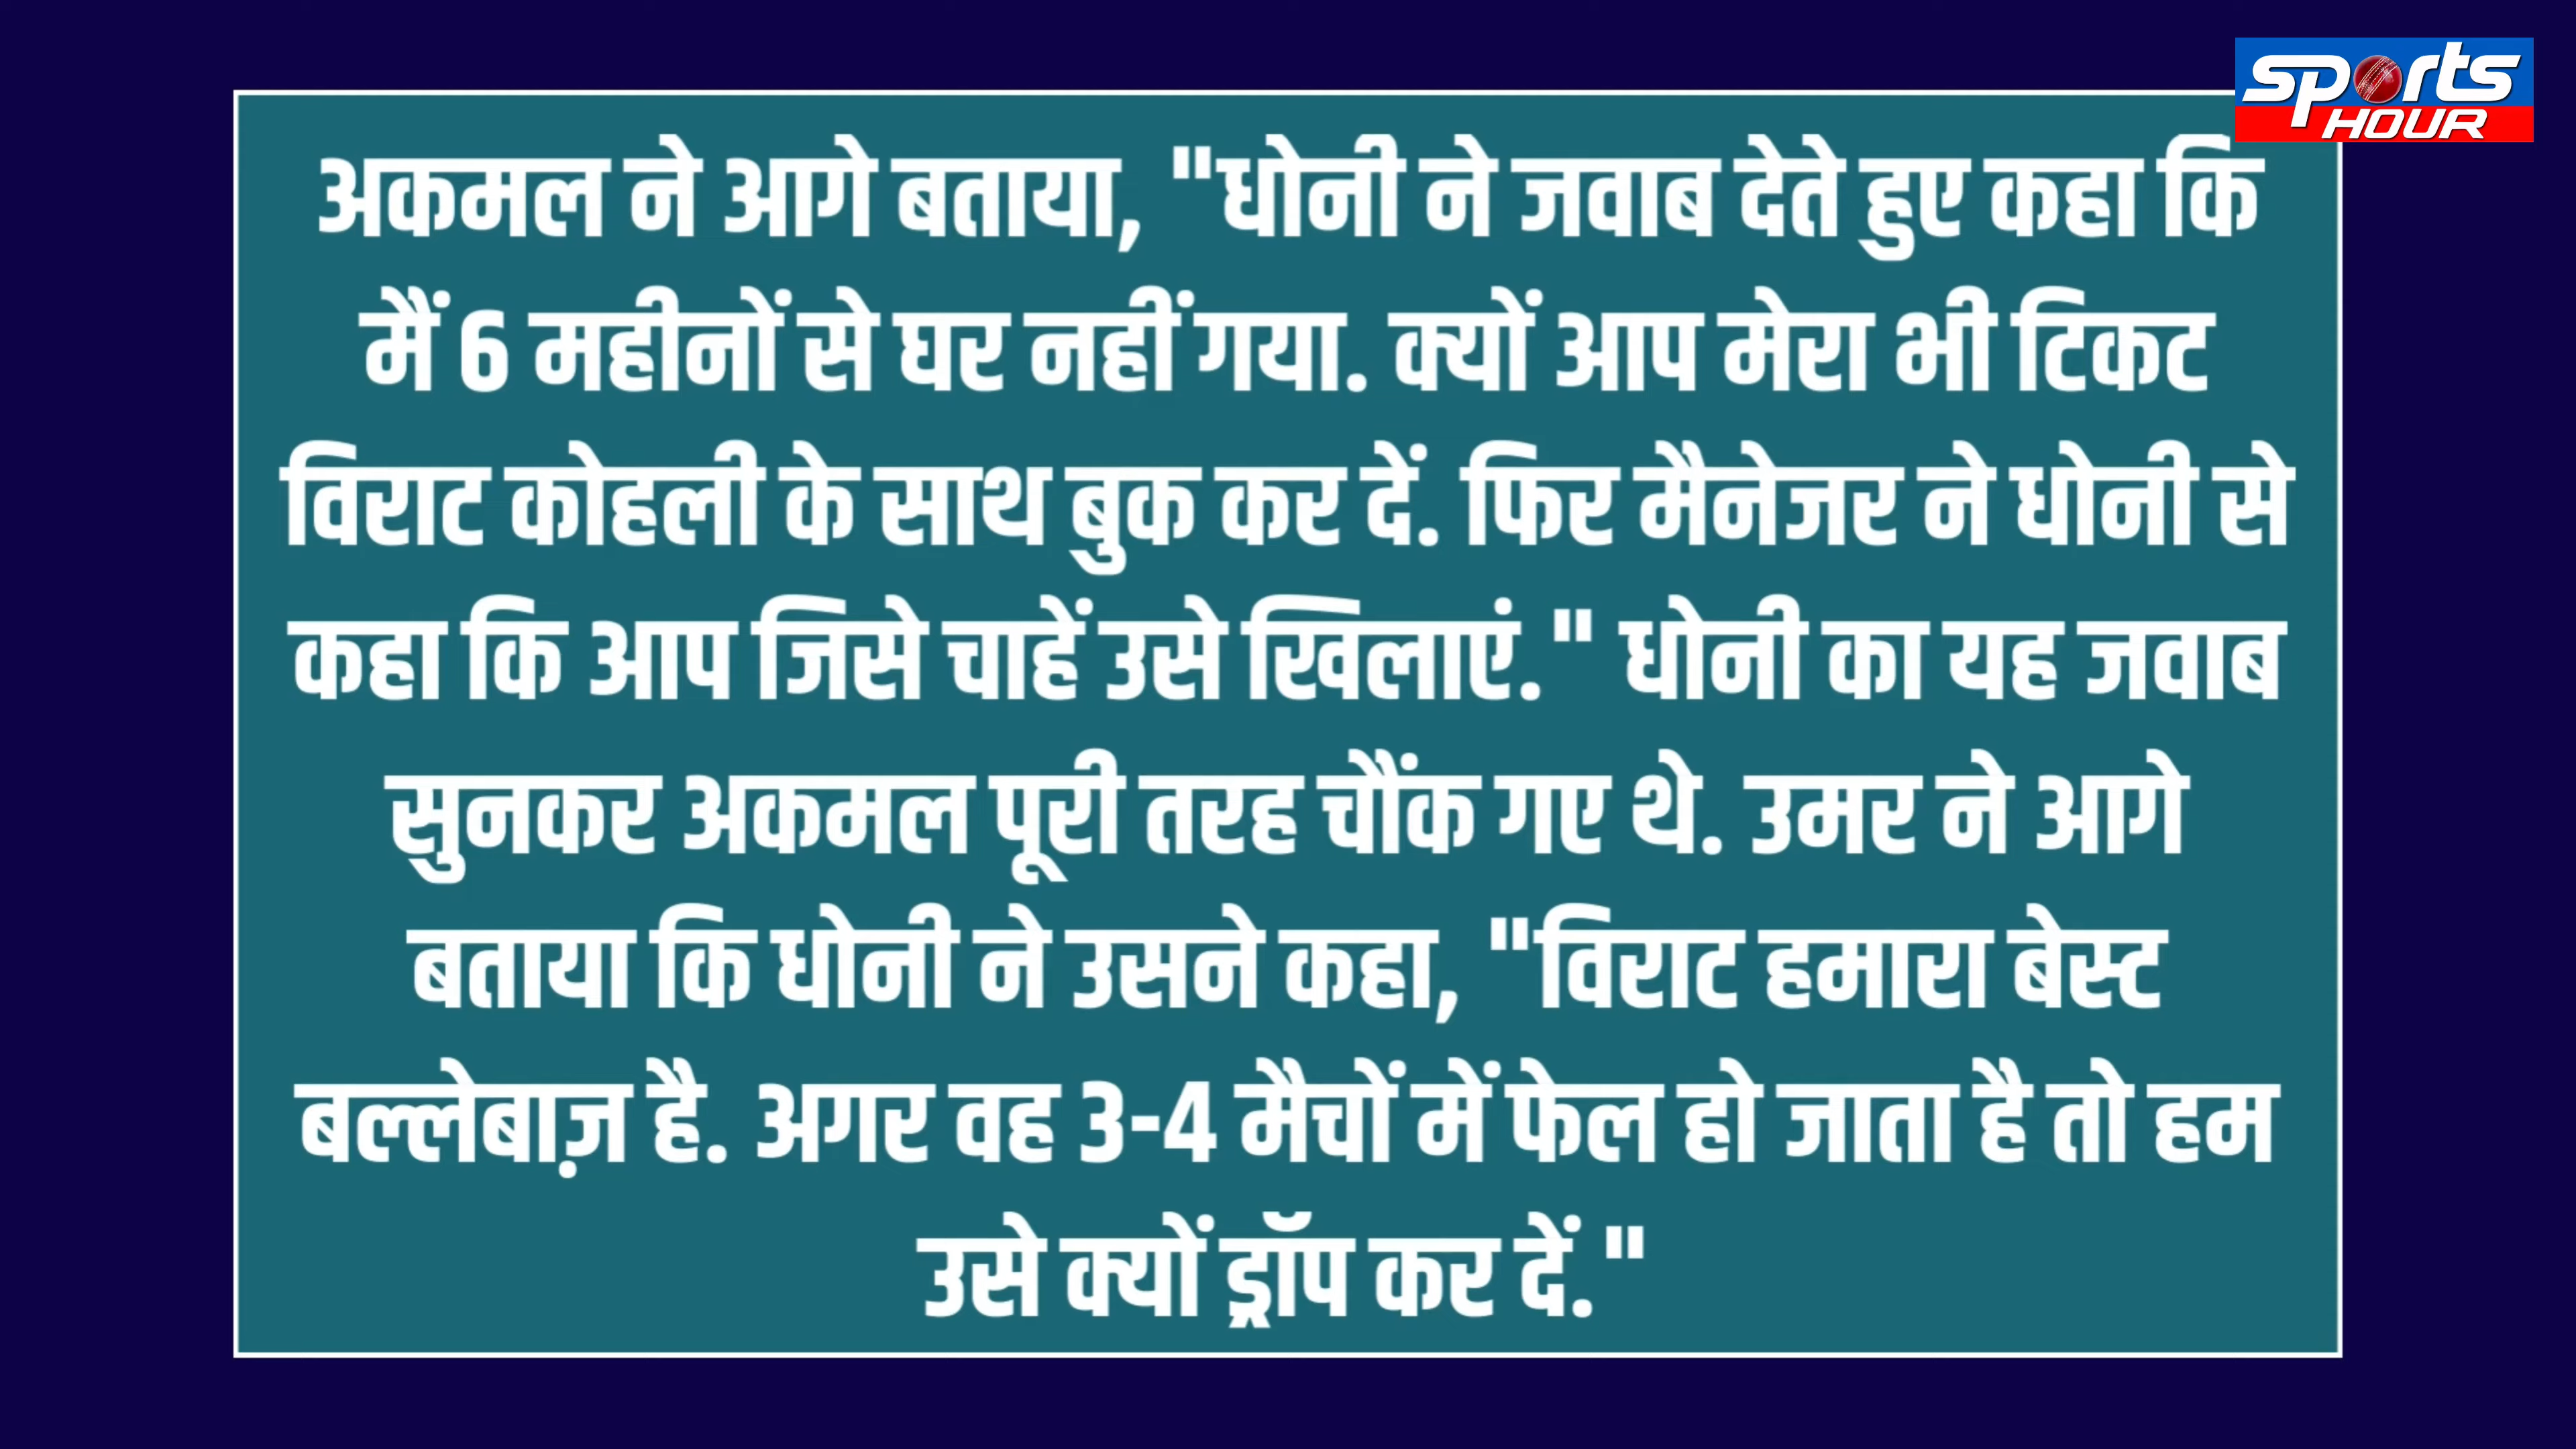 sports
HOUR
अकमल ने आगे बताया, "धोनी ने जवाब देते हुए कहा कि
मैं 6 महीनों से घर नहीं गया. क्यों आप मेरा भी टिकट
विराट कोहली के साथ बुक कर दें. फिर मैनेजर ने धोनी से
कहा कि आप जिसे चाहें उसे खिलाएं." धोनी का यह जवाब
सुनकर अकमल पूरी तरह चौंक गए थे. उमर ने आगे
बताया कि धोनी ने उसने कहा, "विराट हमारा बेस्ट
बल्लेबाज़ है. अगर वह 3-4 मैचों में फेल हो जाता है तो हम
उसे क्यों ड्रॉप कर दें."